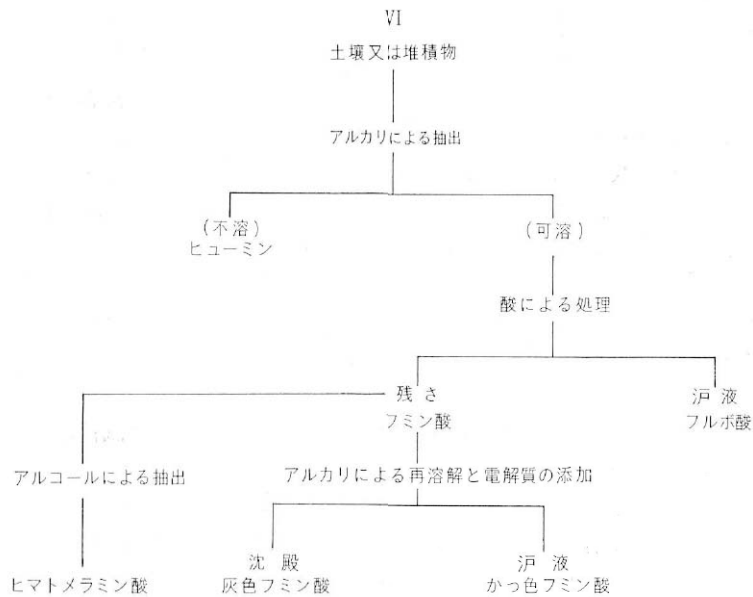 VI
土壌又は堆積物
アルカリによる抽出
(不溶)
ヒューミン
(可溶)
酸による処理
残さ
フミン酸
沪液
フルボ酸
アルコールによる抽出
アルカリによる再溶解と電解質の添加
ヒマトメラミン酸
沈殿
灰色フミン酸
沪液
かっ色フミン酸